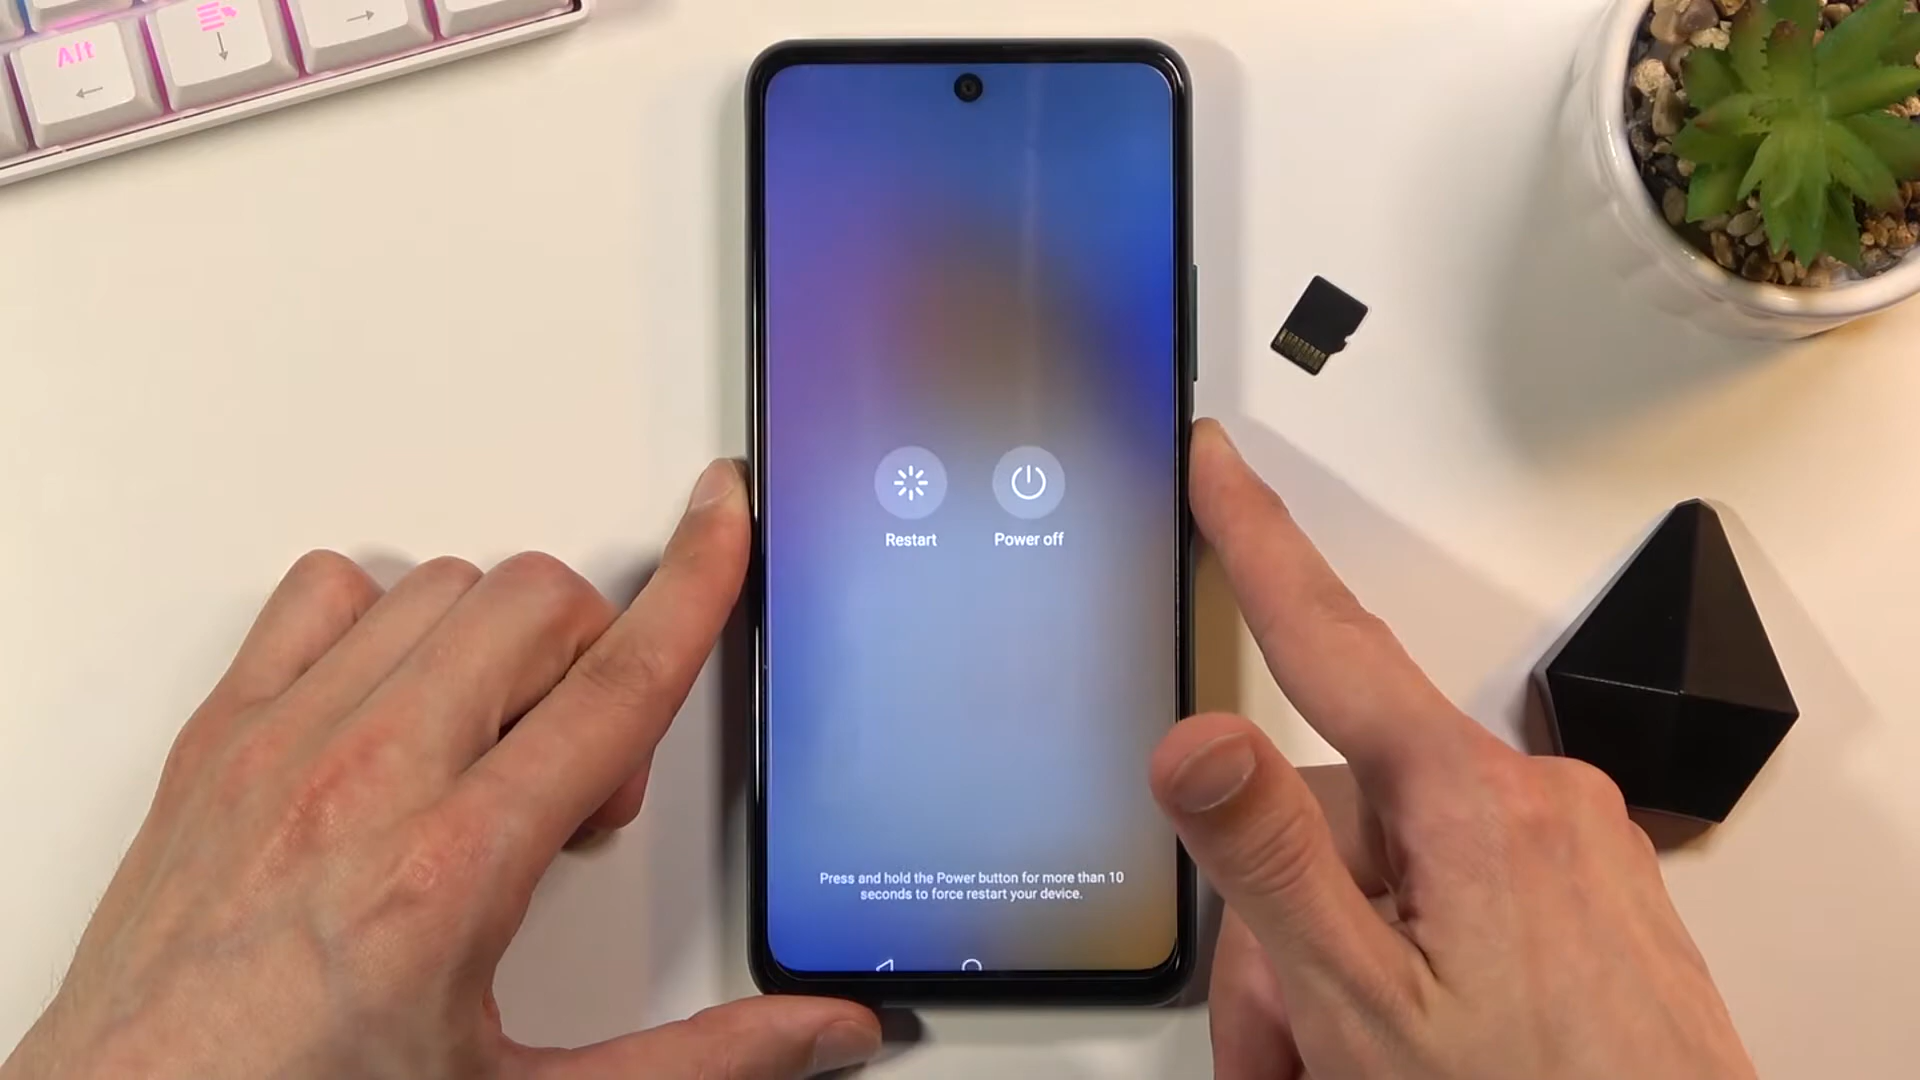 Alt
Restart
Power off
Press and hold the Power button for more than 10
seconds to force restart your device.